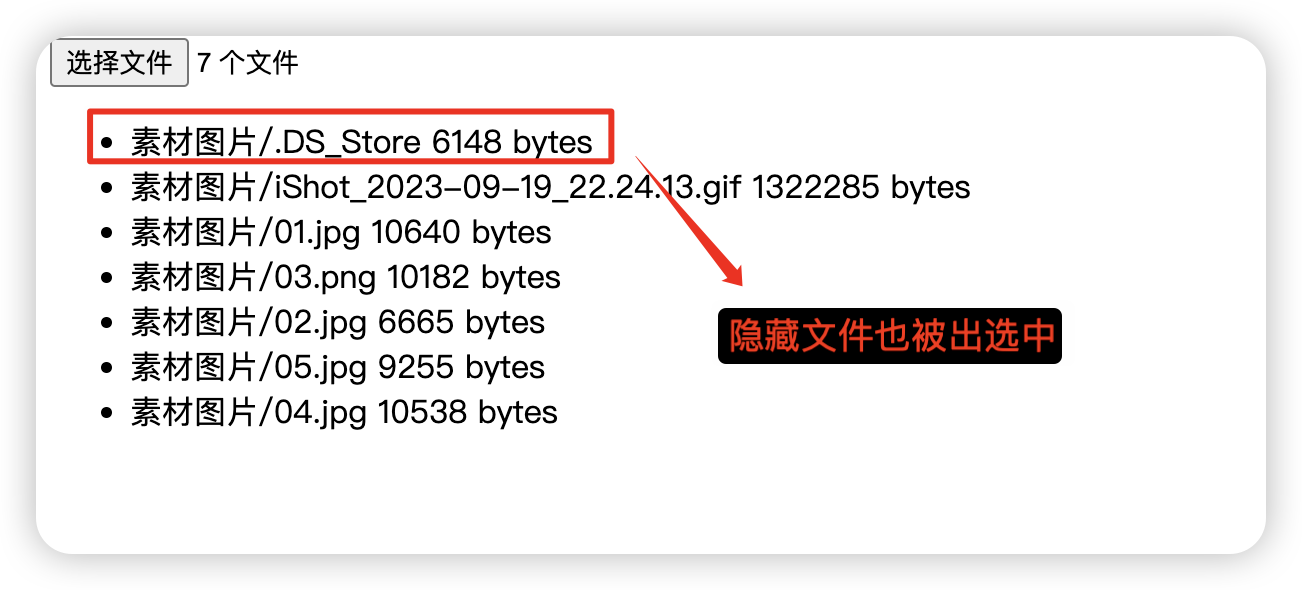 选择文件 7 个文件
素材图片/.DS_Store 6148 bytes
素材图片/iShot_2023-09-19_22.24.13.gif 1322285 bytes
素材图片/01.jpg 10640 bytes
素材图片/03.png 10182 bytes
素材图片/02.jpg 6665 bytes
隐藏文件也被出选中
素材图片/05.jpg 9255 bytes
素材图片/04.jpg 10538 bytes